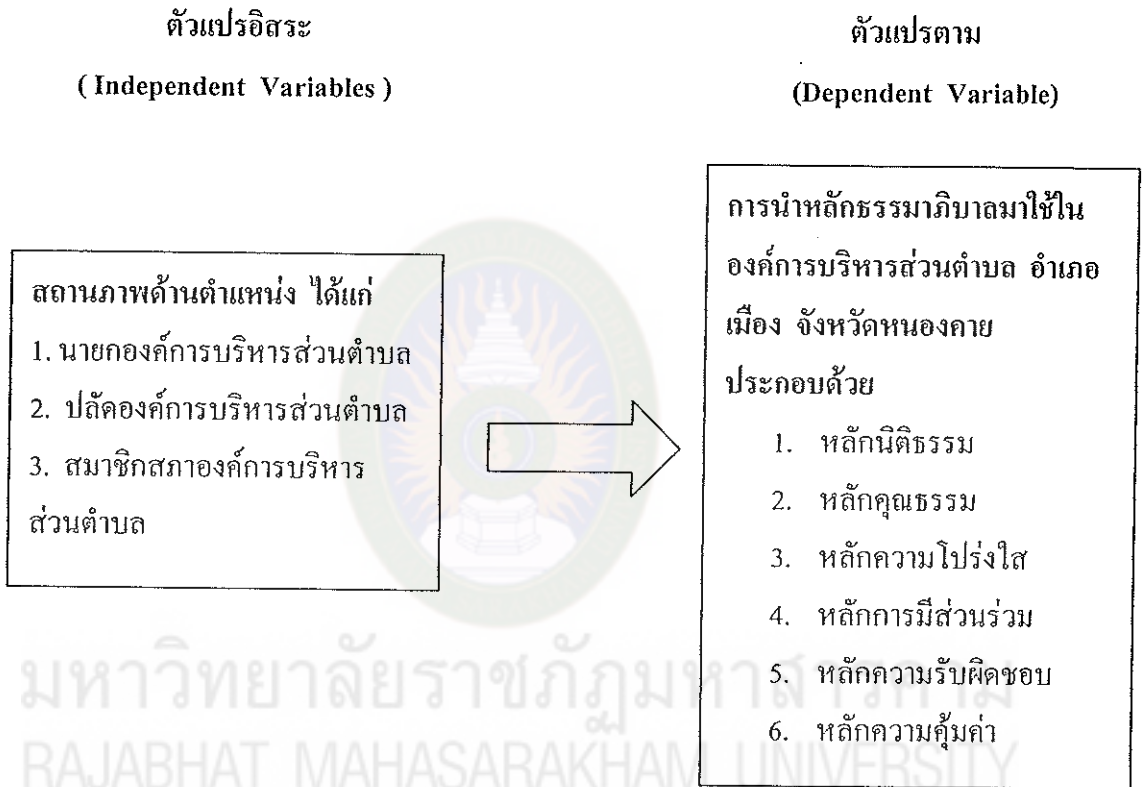 ตัวแปรอิสระ
( Independent Variables )
ตัวแปรตาม
(Dependent Variable)
สถานภาพด้านตำแหน่ง ได้แก่
1. นายกองค์การบริหารส่วนตำบล
2. ปลัดองค์การบริหารส่วนตำบล
3. สมาชิกสภาองค์การบริหาร
ส่วนตำบล
การนำหลักธรรมาภิบาลมาใช้ใน
องค์การบริหารส่วนตำบล อำเภอ
เมือง จังหวัดหนองคาย
ประกอบด้วย
1. หลักนิติธรรม
2. หลักคุณธรรม
3. หลักความโปร่งใส
4. หลักการมีส่วนร่วม
5. หลักความรับผิดชอบ
6. หลักความคุ้มค่า
มหาวิทยาลัยราชภัฏมหาสารคาม
RAJABHAT MAHASARAKHAM UNIVERSITY